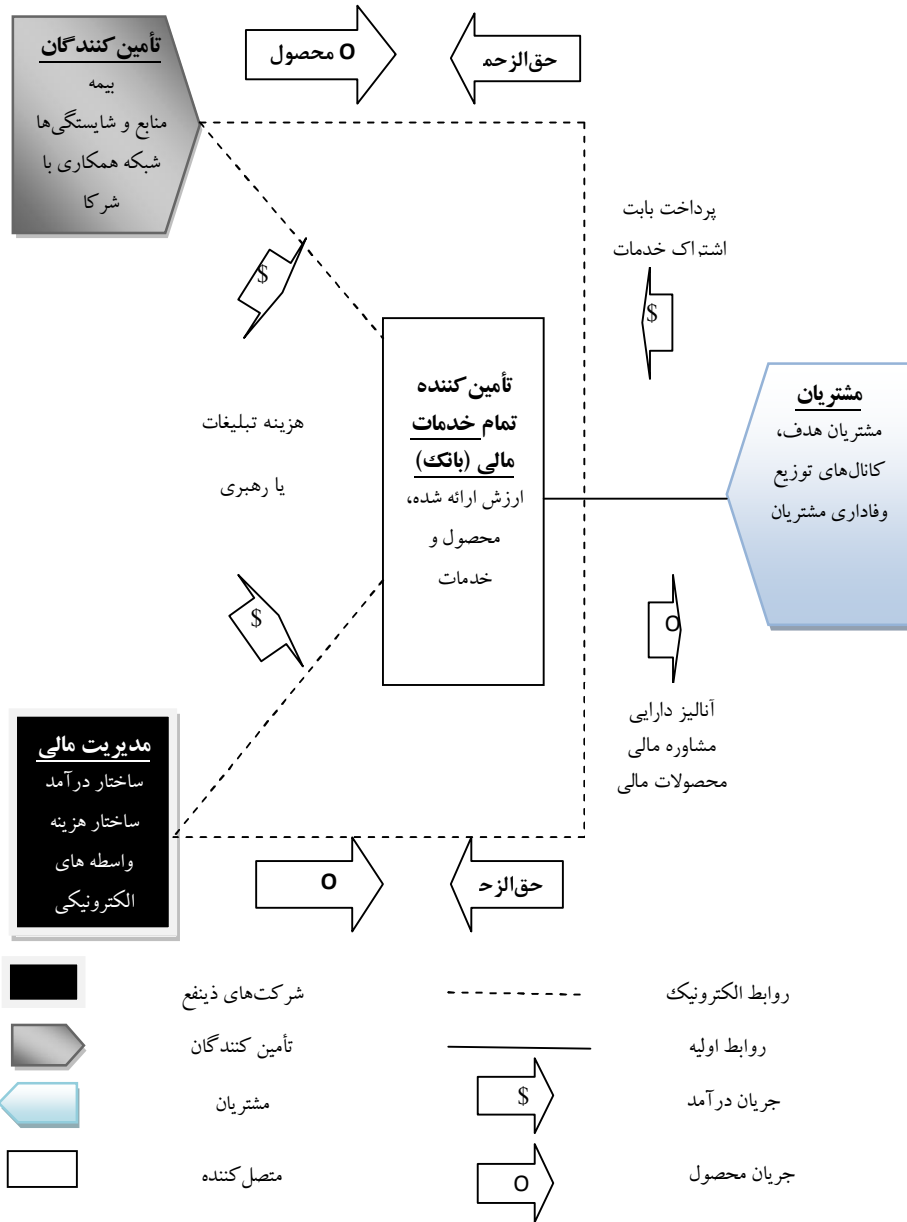 تأمین‌کنندگان
بیمه
منابع و شایستگی‌ها
شبکه همکاری با
شرکا
O محصول
حق‌الزحم
پرداخت بابت
اشتراک خدمات
$
$
هزینه تبلیغات
یا رهبری
$
تأمین‌کننده
تمام خدمات
مالی (بانک)
ارزش ارائه شده،
محصول و
خدمات
مشتریان
مشتریان هدف،
کانال‌های توزیع
وفاداری مشتریان
O
آنالیز دارایی
مشاوره مالی
محصولات مالی
مدیریت مالی
ساختار درآمد
ساختار هزینه
واسطه های
الکترونیکی
O
حق‌الزح
روابط الکترونیک
شرکت‌های ذینفع
روابط اولیه
تأمین کنندگان
جریان درآمد
$
مشتریان
جریان محصول
O
متصل‌کننده